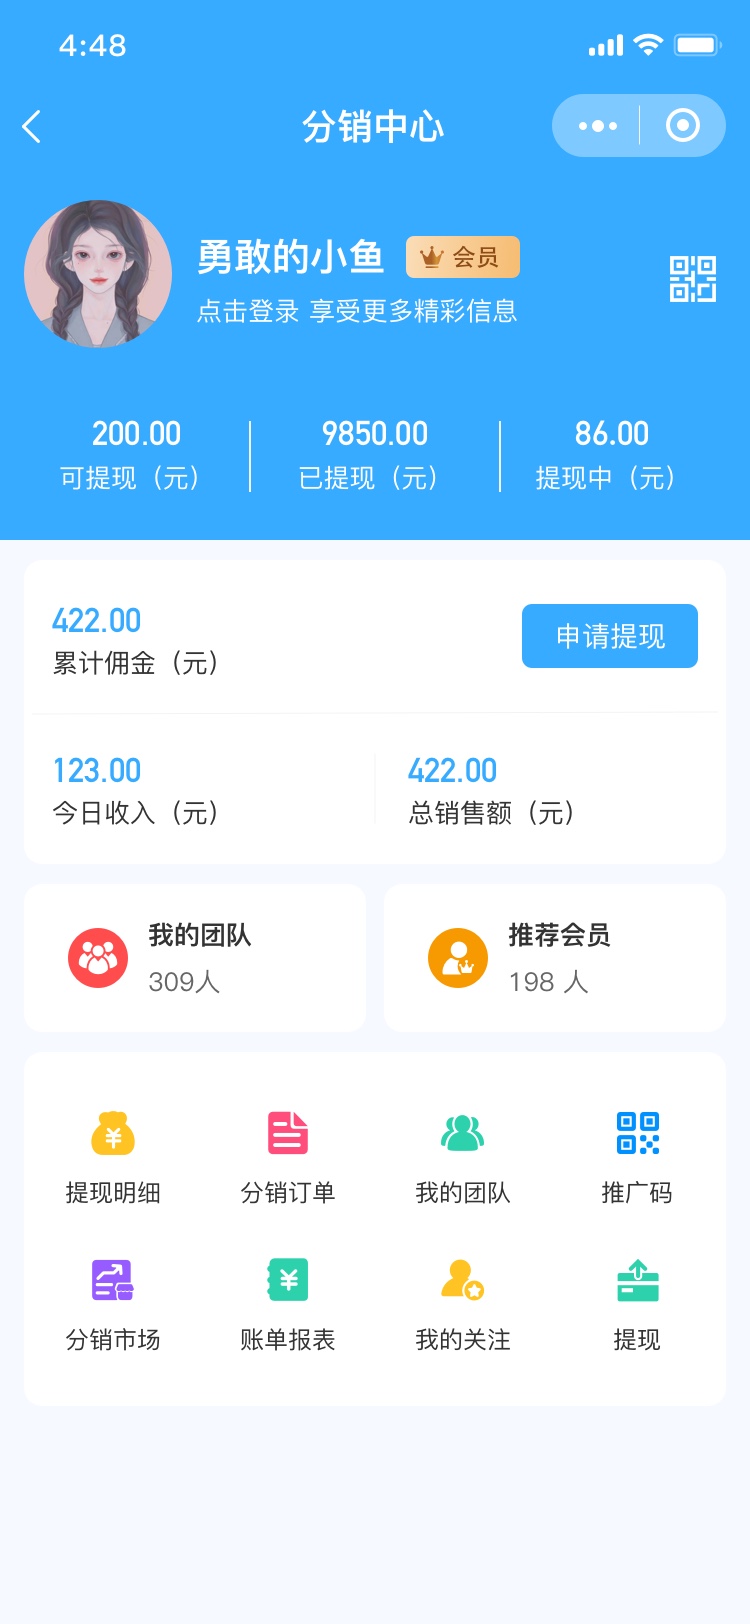 4:48
分销中心
勇敢的小鱼 会员
点击登录 享受更多精彩信息
200.00 9850.00 86.00
可提现（元） 已提现（元） 提现中（元）
422.00
累计佣金（元）
申请提现
123.00 422.00
今日收入（元） 总销售额（元）
我的团队 推荐会员
309人 198 人
提现明细 分销订单 我的团队 推广码
分销市场 账单报表 我的关注 提现